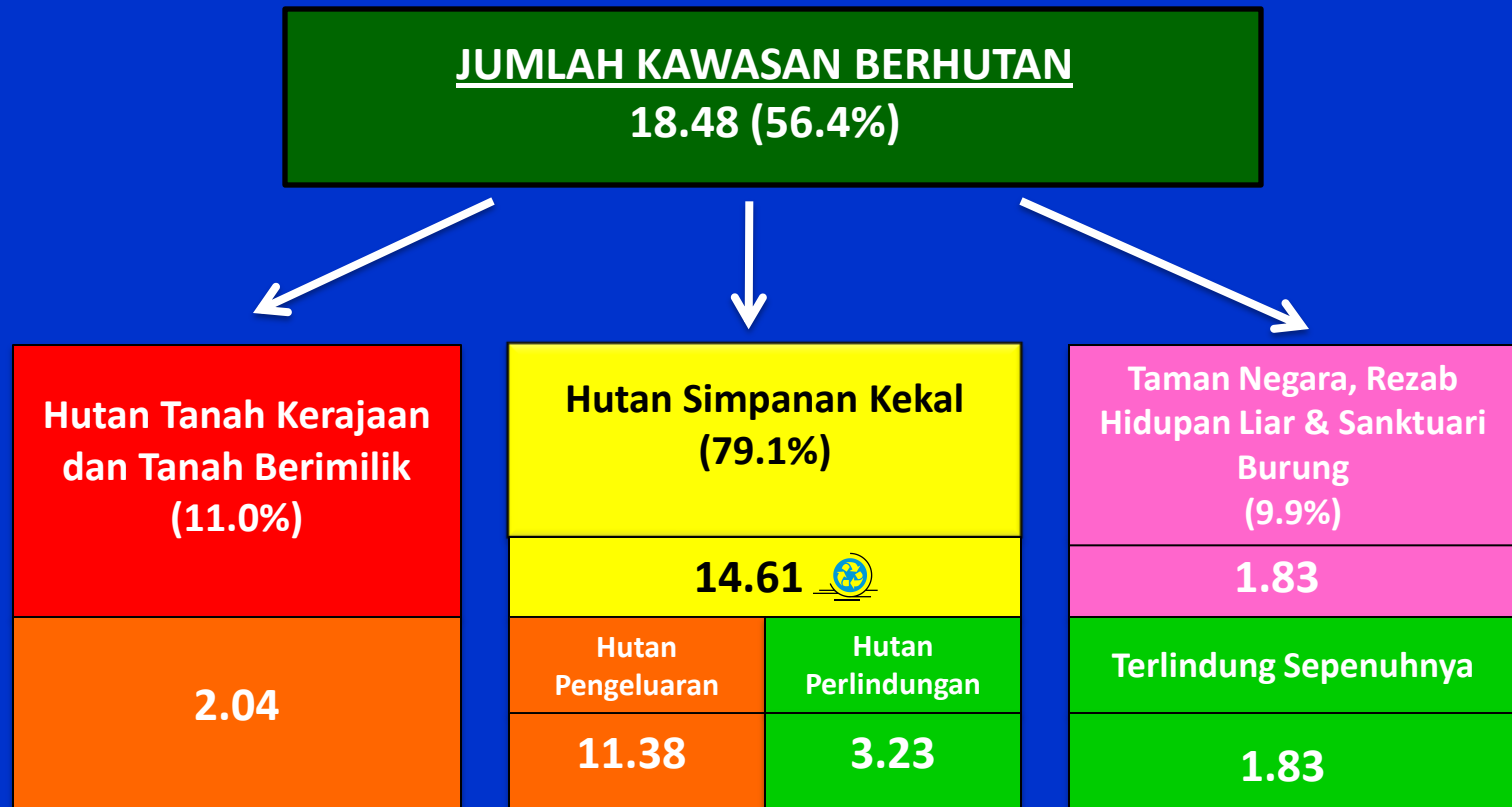 JUMLAH KAWASAN BERHUTAN
18.48 (56.4%)
Hutan Tanah Kerajaan
dan Tanah Berimilik
(11.0%)
2.04
Hutan Simpanan Kekal
(79.1%)
14.61
Hutan
Pengeluaran
11.38
Hutan
Perlindungan
3.23
Taman Negara, Rezab
Hidupan Liar & Sanktuari
Burung
(9.9%)
1.83
Terlindung Sepenuhnya
1.83